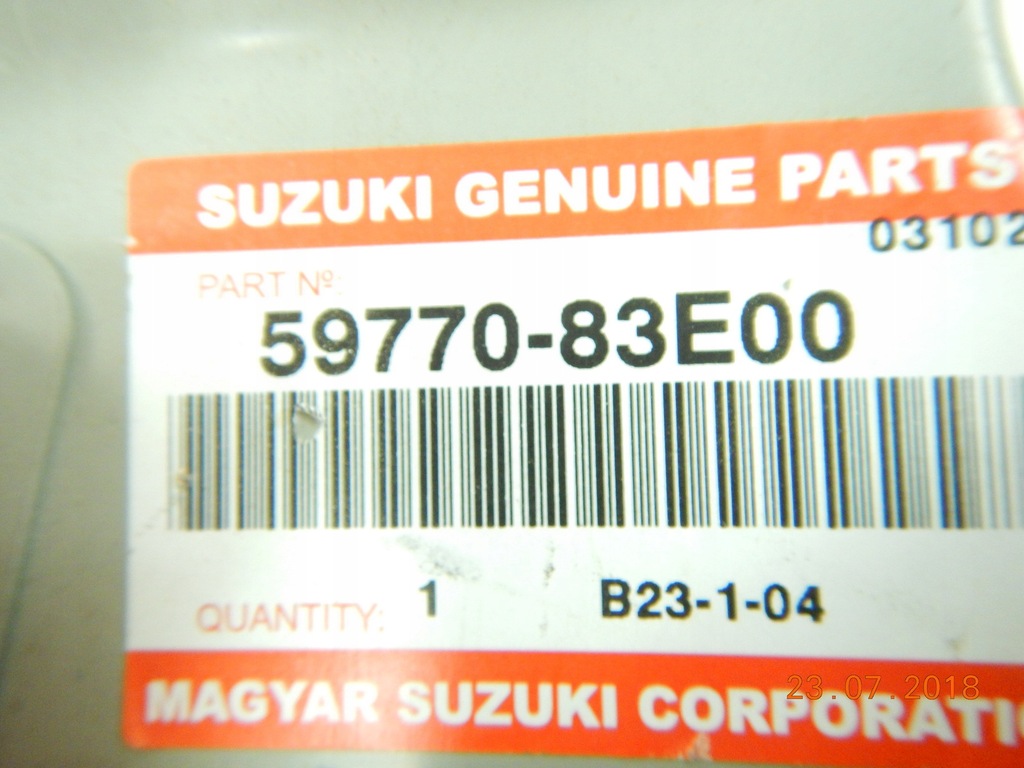 SUZUKI GENUINE PARTS
03102
PART Nº:
59770-83E00
QUANTITY: 1 B23-1-04
MAGYAR SUZUKI CORPORATI
23.07.2018